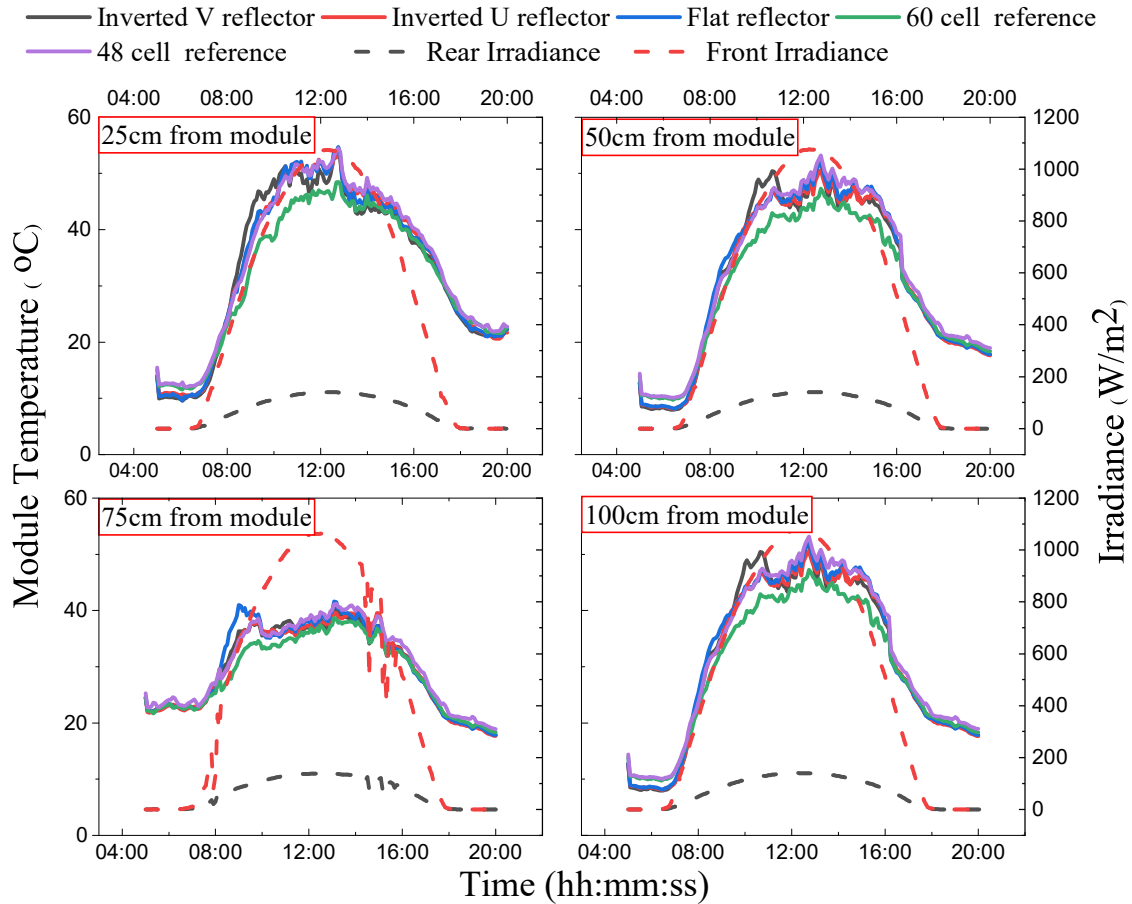 Inverted V reflector Inverted U reflector Flat reflector 60 cell reference
48 cell reference Rear Irradiance Front Irradiance
04:00 08:00 12:00 16:00 20:00 04:00 08:00 12:00 16:00 20:00
25cm from module
50cm from module
60
40
20
0
1200
1000
800
600
400
200
0
04:00 08:00 12:00 16:00 20:00 04:00 08:00 12:00 16:00 20:00
75cm from module
100cm from module
60
40
20
0
1200
1000
800
600
400
200
0
04:00 08:00 12:00 16:00 20:00 04:00 08:00 12:00 16:00 20:00
Module Temperature ( OC)
Irradiance (W/m2)
Time (hh:mm:ss)